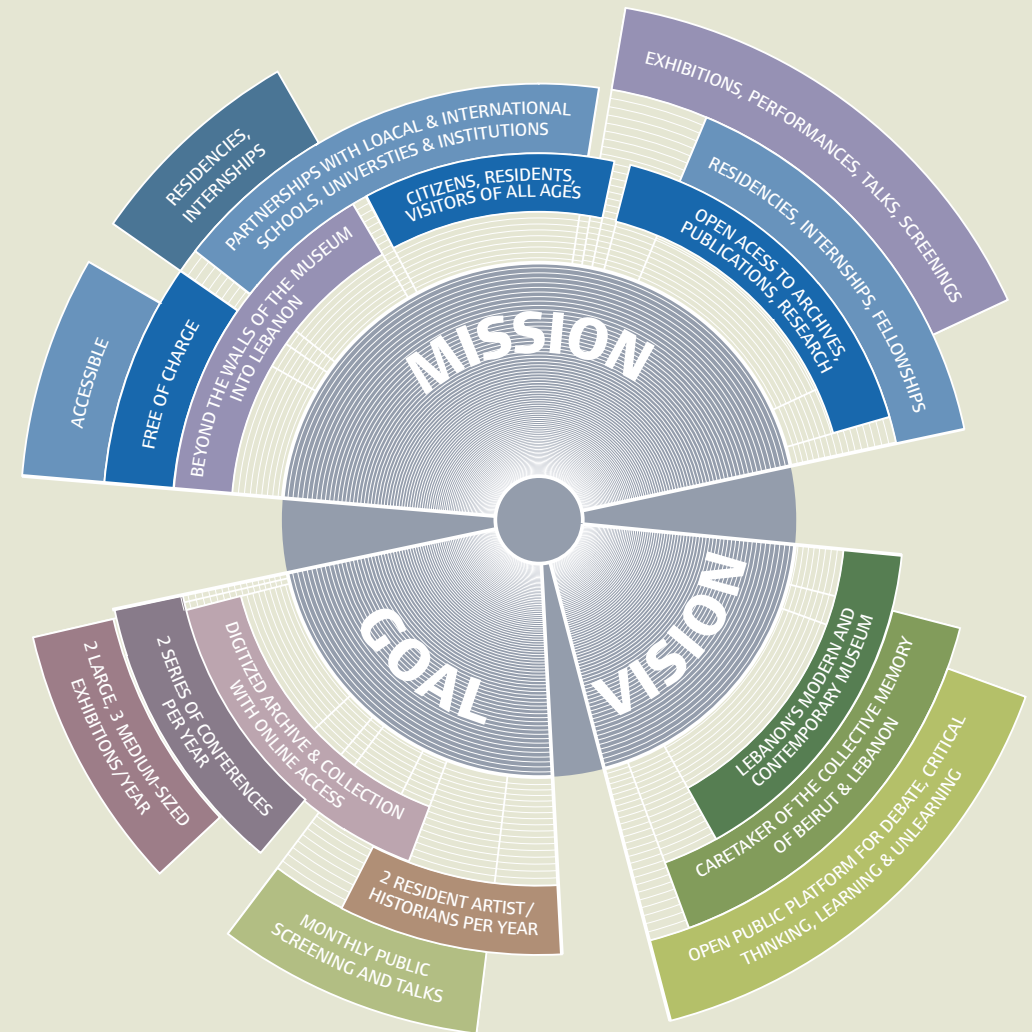 MISSION
ACCESSIBLE
FREE OF CHARGE
BEYOND THE WALLS OF THE MUSEUM
INTO LEBANON
RESIDENCIES,
INTERNSHIPS
PARTNERSHIPS WITH LOACAL & INTERNATIONAL
SCHOOLS, UNIVERSTIES & INSTITUTIONS
CITIZENS, RESIDENTS,
VISITORS OF ALL AGES
EXHIBITIONS, PERFORMANCES, TALKS, SCREENINGS
RESIDENCIES, INTERNSHIPS, FELLOWSHIPS
OPEN ACESS TO ARCHIVES,
PUBLICATIONS, RESEARCH
VISION
LEBANON'S MODERN AND
CONTEMPORARY MUSEUM
CARETAKER OF THE COLLECTIVE MEMORY
OF BEIRUT & LEBANON
OPEN PUBLIC PLATFORM FOR DEBATE, CRITICAL
THINKING, LEARNING & UNLEARNING
GOAL
2 LARGE, 3 MEDIUM-SIZED
EXHIBITIONS/YEAR
2 SERIES OF CONFERENCES
PER YEAR
DIGITIZED ARCHIVE & COLLECTION
WITH ONLINE ACCESS
2 RESIDENT ARTIST/
HISTORIANS PER YEAR
MONTHLY PUBLIC
SCREENING AND TALKS